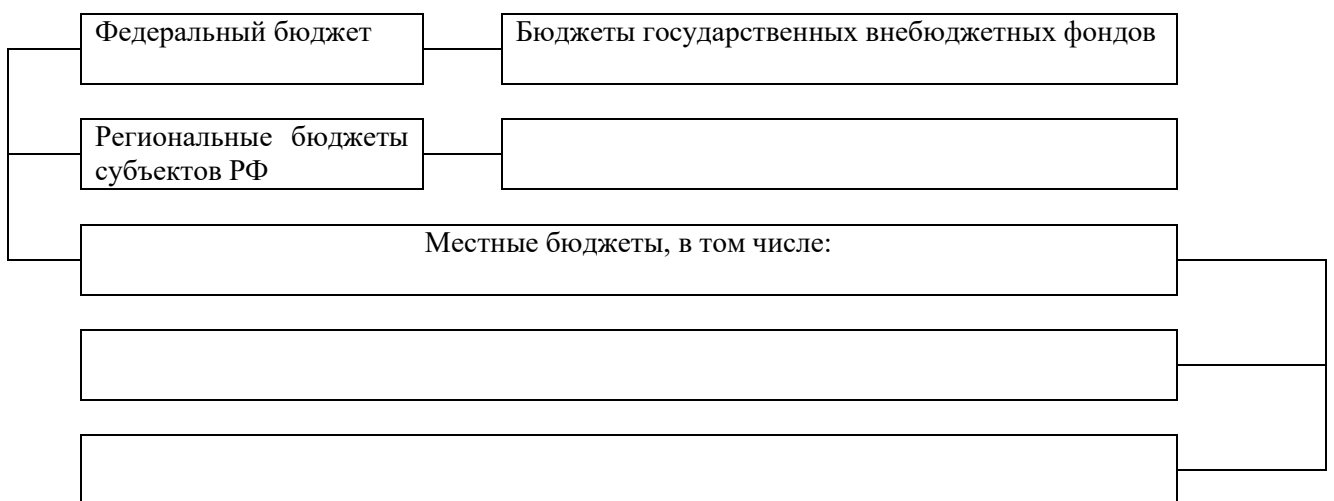 Федеральный бюджет
Бюджеты государственных внебюджетных фондов
Региональные бюджеты
субъектов РФ
Местные бюджеты, в том числе: